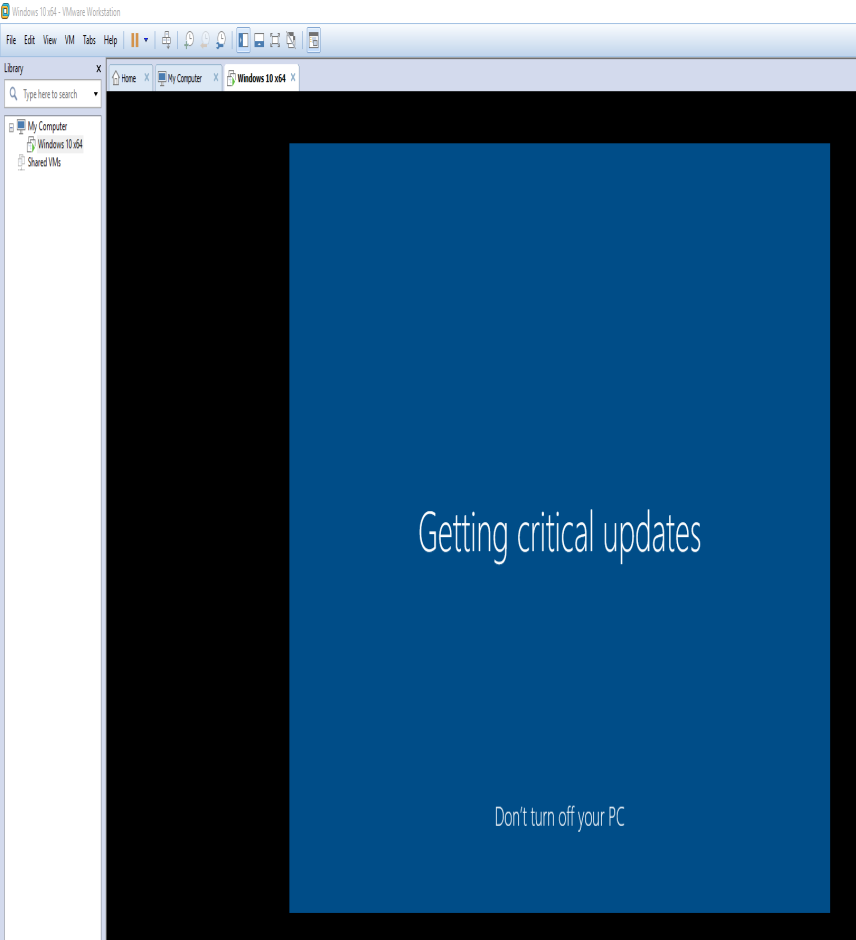 Windows 10 x64 - VMware Workstation
File Edit View VM Tabs Help
Library x
Home x My Computer x Windows 10 x64 x
Type here to search
My Computer
Windows 10 x64
Shared VMs
Getting critical updates
Don't turn off your PC